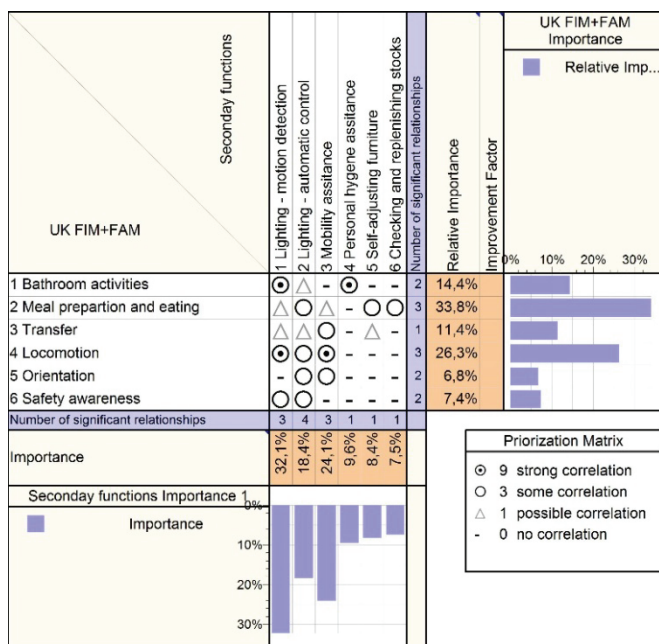 UK FIM+FAM
Importance
Relative Imp...
Seconday functions
UK FIM+FAM
1 Lighting - motion detection
2 Lighting - automatic control
3 Mobility assitance
4 Personal hygene assitance
5 Self-adjusting furniture
6 Checking and replenishing stocks
Number of significant relationships
Relative Importance
Improvement Factor
0% 10% 20% 30%
1 Bathroom activities ⦿ △ - ⦿ - - 2 14,4%
2 Meal prepartion and eating △ ○ △ - ○ ○ 3 33,8%
3 Transfer △ △ ○ - △ - 1 11,4%
4 Locomotion ⦿ ○ ⦿ - - - 3 26,3%
5 Orientation - ○ ○ - - - 2 6,8%
6 Safety awareness ○ ○ - - - - 2 7,4%
Number of significant relationships 3 4 3 1 1 1
Importance 32,1% 18,4% 24,1% 9,6% 8,4% 7,5%
Priorization Matrix
⦿ 9 strong correlation
○ 3 some correlation
△ 1 possible correlation
- 0 no correlation
Seconday functions Importance 1
Importance
0%
10%
20%
30%